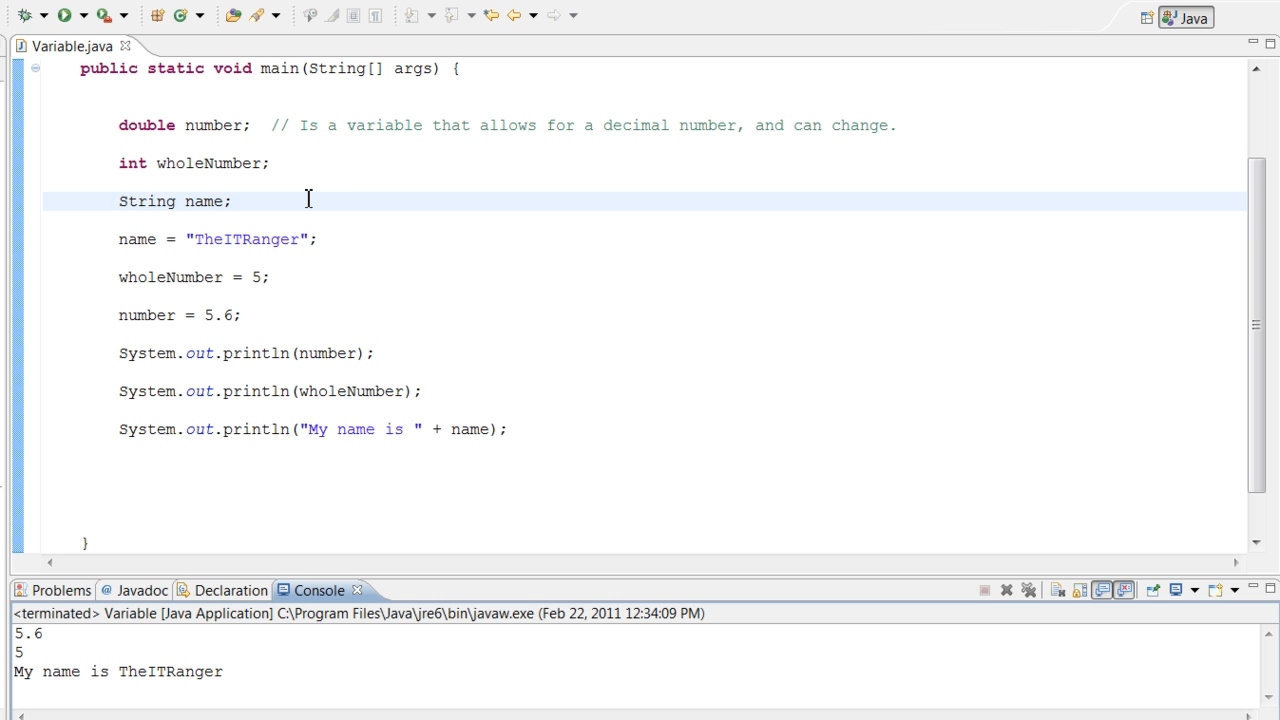 Java
Variable.java
public static void main(String[] args) {
double number;  // Is a variable that allows for a decimal number, and can change.
int wholeNumber;
String name;
name = "TheITRanger";
wholeNumber = 5;
number = 5.6;
System.out.println(number);
System.out.println(wholeNumber);
System.out.println("My name is " + name);
}
Problems @ Javadoc Declaration Console
<terminated> Variable [Java Application] C:\Program Files\Java\jre6\bin\javaw.exe (Feb 22, 2011 12:34:09 PM)
5.6
5
My name is TheITRanger